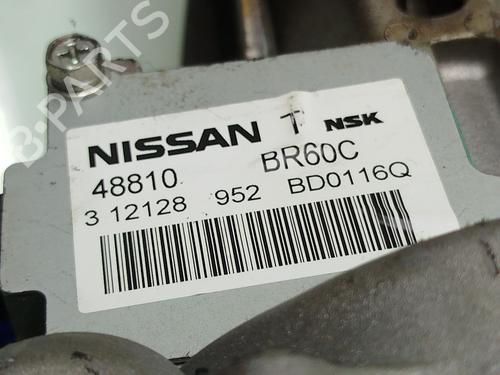 B-PARTS
NISSAN T NSK
48810 BR60C
3 12128 952 BD0116Q